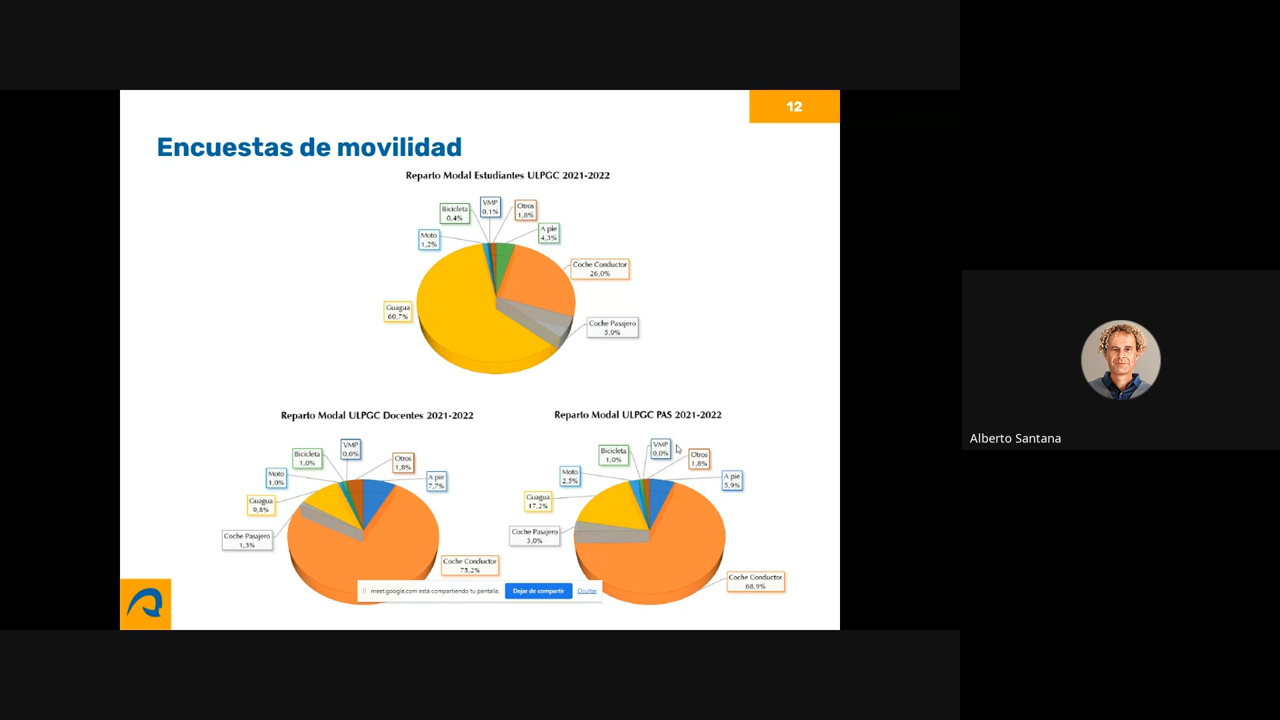 12
Encuestas de movilidad
Reparto Modal Estudiantes ULPGC 2021-2022
Bicicleta
0,4%
VMP
0,1%
Otros
1,8%
A pie
4,3%
Moto
1,2%
Coche Conductor
26,0%
Guagua
60,7%
Coche Pasajero
5,9%
Reparto Modal ULPGC Docentes 2021-2022
VMP
0,0%
Bicicleta
1,0%
Otros
1,8%
Moto
1,0%
A pie
7,7%
Guagua
9,8%
Coche Pasajero
1,3%
Coche Conductor
75,2%
Reparto Modal ULPGC PAS 2021-2022
VMP
0,0%
Bicicleta
1,0%
Otros
1,8%
Moto
2,5%
A pie
5,9%
Guagua
17,2%
Coche Pasajero
3,0%
Coche Conductor
68,9%
meet.google.com está compartiendo tu pantalla.
Dejar de compartir
Ocultar
Alberto Santana